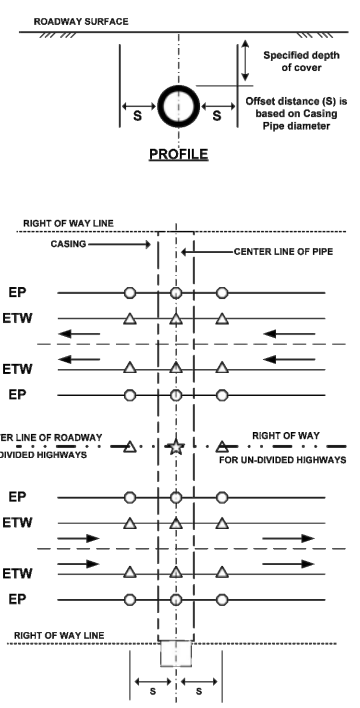 ROADWAY SURFACE
Specified depth
of cover
S
S
Offset distance (S) is
based on Casing
Pipe diameter
PROFILE
RIGHT OF WAY LINE
CASING
CENTER LINE OF PIPE
EP
ETW
ETW
EP
TER LINE OF ROADWAY
RIGHT OF WAY
DIVIDED HIGHWAYS
FOR UN-DIVIDED HIGHWAYS
EP
ETW
ETW
EP
RIGHT OF WAY LINE
S
S